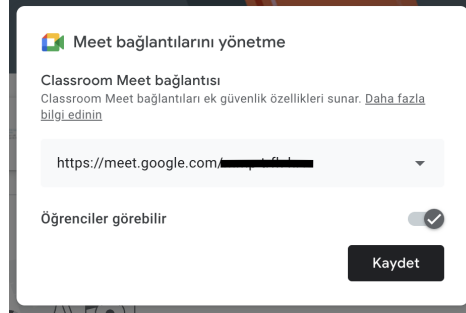 Meet bağlantılarını yönetme
Classroom Meet bağlantısı
Classroom Meet bağlantıları ek güvenlik özellikleri sunar. Daha fazla
bilgi edinin
https://meet.google.com/
Öğrenciler görebilir
Kaydet